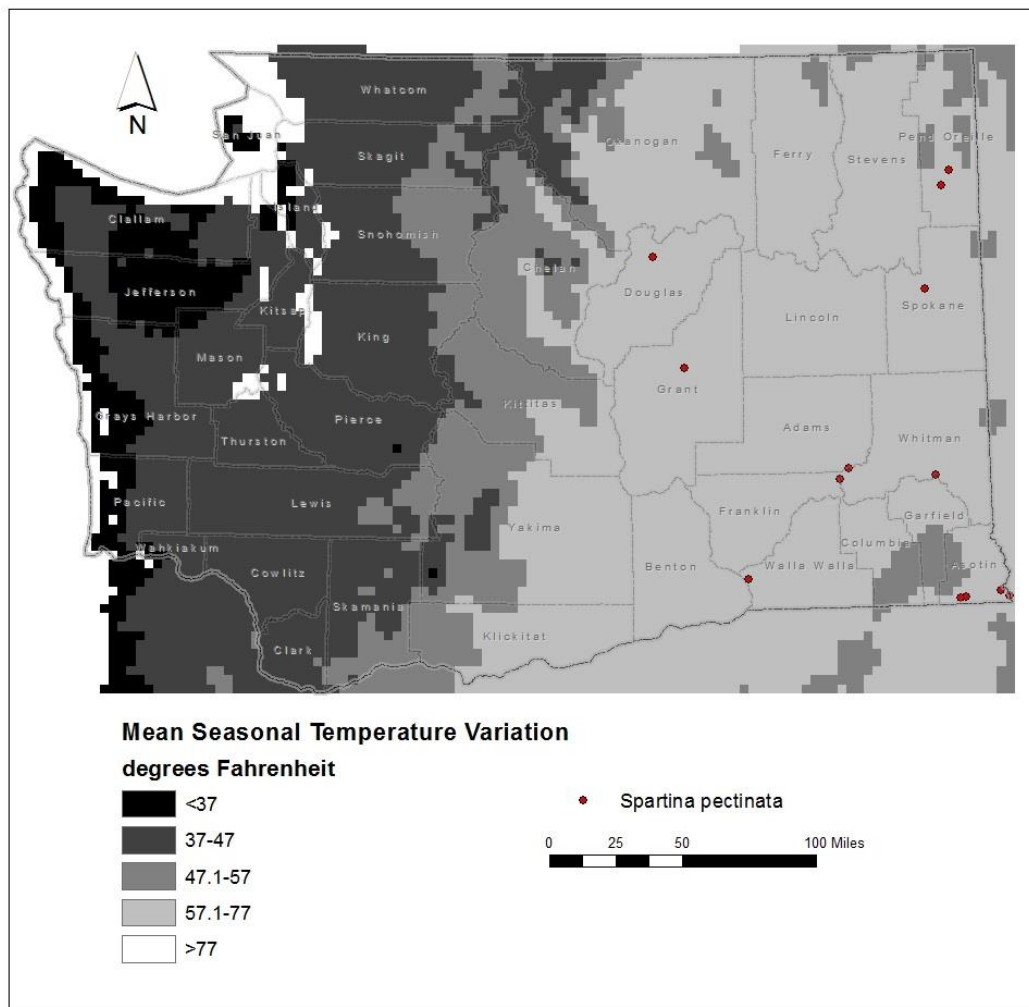 N
Whatcom
San Juan
Skagit
Okanogan
Ferry
Stevens
Pend Oreille
Island
Clallam
Snohomish
Chelan
Jefferson
Douglas
Spokane
Kitsap
Lincoln
King
Mason
Grant
Kittitas
Grays Harbor
Pierce
Adams
Whitman
Thurston
Pacific
Lewis
Yakima
Franklin
Garfield
Columbia
Wahkiakum
Cowlitz
Benton
Walla Walla
Asotin
Skamania
Klickitat
Clark
Mean Seasonal Temperature Variation
degrees Fahrenheit
<37
37-47
47.1-57
57.1-77
>77
Spartina pectinata
0 25 50 100 Miles